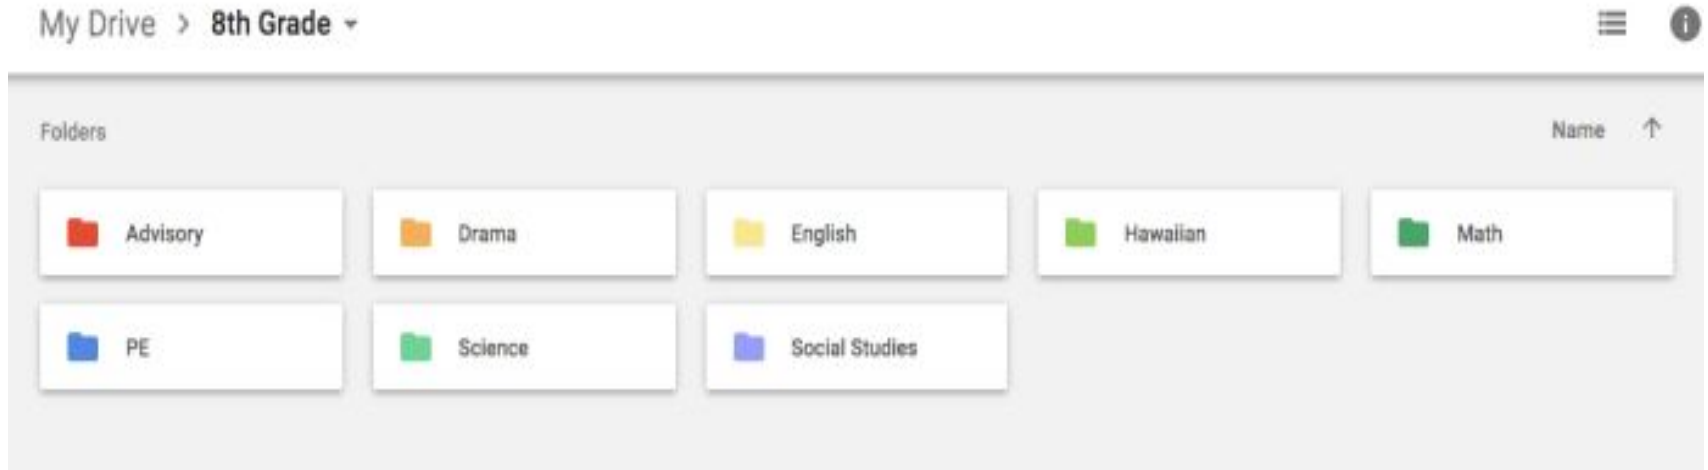 My Drive > 8th Grade
Folders Name
Advisory Drama English Hawaiian Math
PE Science Social Studies